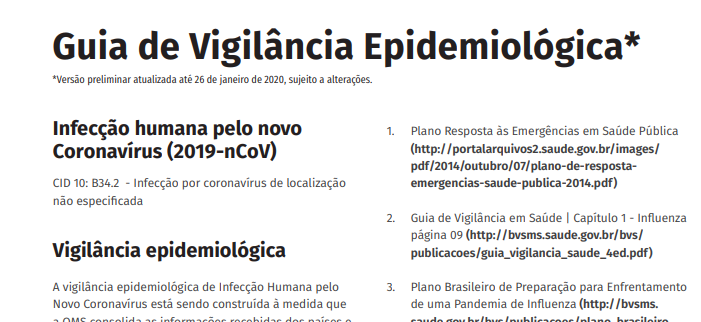 Guia de Vigilância Epidemiológica*
*Versão preliminar atualizada até 26 de janeiro de 2020, sujeito a alterações.
Infecção humana pelo novo
Coronavírus (2019-nCoV)
CID 10: B34.2 - Infecção por coronavírus de localização
não especificada
Vigilância epidemiológica
A vigilância epidemiológica de Infecção Humana pelo
Novo Coronavírus está sendo construída à medida que
a OMS consolida as informações recebidas dos países e
1. Plano Resposta às Emergências em Saúde Pública
(http://portalarquivos2.saude.gov.br/images/
pdf/2014/outubro/07/plano-de-resposta-
emergencias-saude-publica-2014.pdf)
2. Guia de Vigilância em Saúde | Capítulo 1 - Influenza
página 09 (http://bvsms.saude.gov.br/bvs/
publicacoes/guia_vigilancia_saude_4ed.pdf)
3. Plano Brasileiro de Preparação para Enfrentamento
de uma Pandemia de Influenza (http://bvsms.
saude.gov.br/bvs/publicacoes/plano_brasileiro_